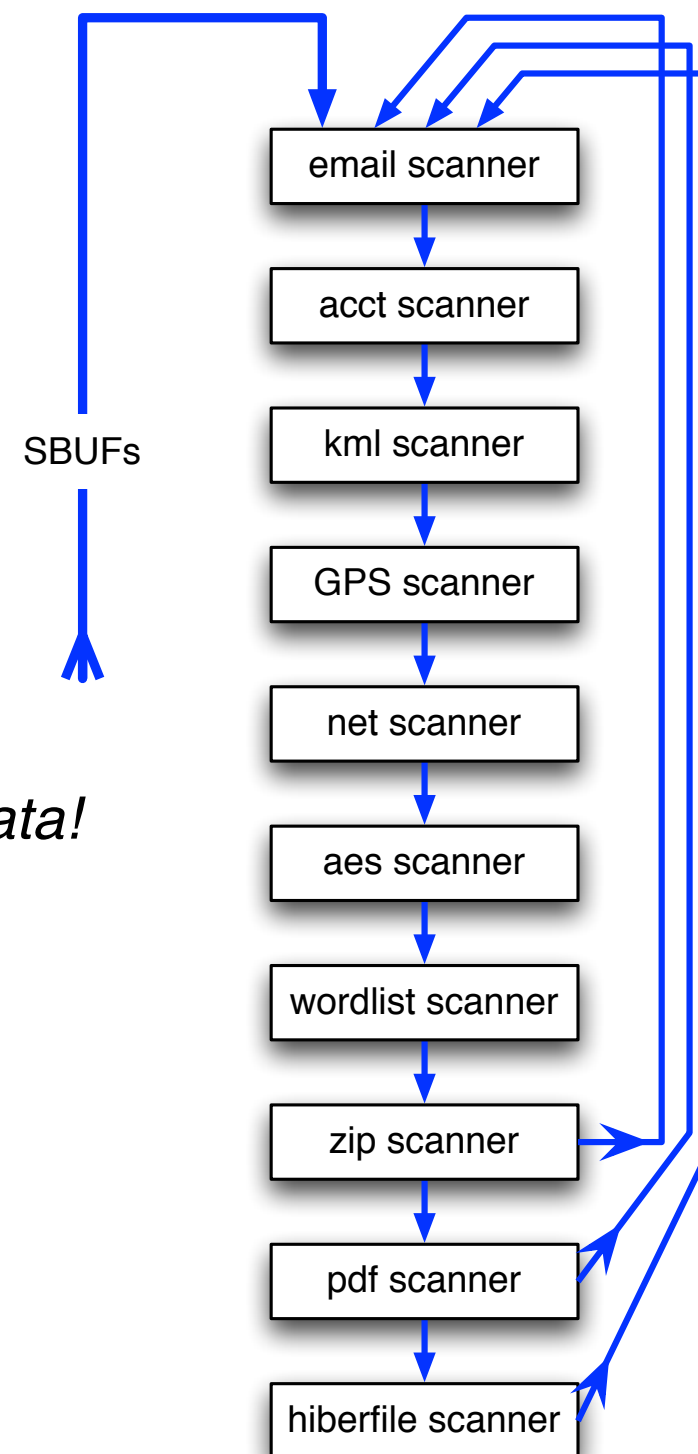 email scanner
acct scanner
kml scanner
SBUFs
GPS scanner
net scanner
ata!
aes scanner
wordlist scanner
zip scanner
pdf scanner
hiberfile scanner